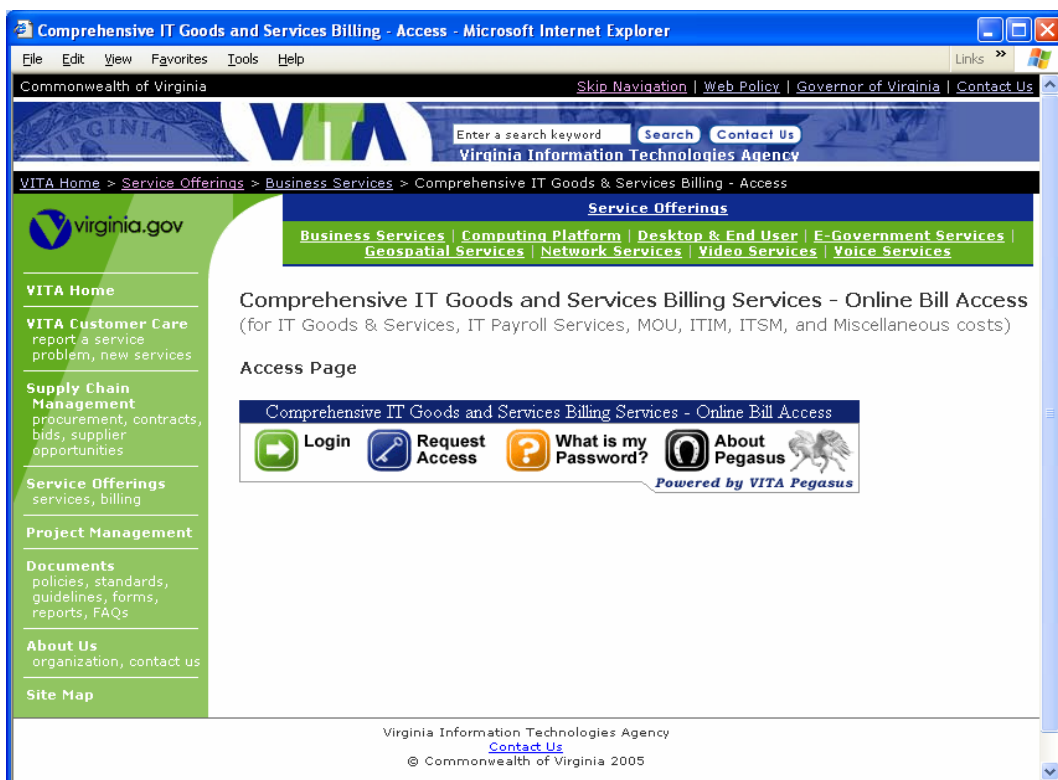 Comprehensive IT Goods and Services Billing - Access - Microsoft Internet Explorer
File Edit View Favorites Tools Help Links »
Commonwealth of Virginia Skip Navigation | Web Policy | Governor of Virginia | Contact Us
VIRGINIA VITA Enter a search keyword Search Contact Us
Virginia Information Technologies Agency
VITA Home > Service Offerings > Business Services > Comprehensive IT Goods & Services Billing - Access
virginia.gov
Service Offerings
Business Services | Computing Platform | Desktop & End User | E-Government Services |
Geospatial Services | Network Services | Video Services | Voice Services
VITA Home
VITA Customer Care
report a service
problem, new services
Supply Chain
Management
procurement, contracts,
bids, supplier
opportunities
Service Offerings
services, billing
Project Management
Documents
policies, standards,
guidelines, forms,
reports, FAQs
About Us
organization, contact us
Site Map
Comprehensive IT Goods and Services Billing Services - Online Bill Access
(for IT Goods & Services, IT Payroll Services, MOU, ITIM, ITSM, and Miscellaneous costs)
Access Page
Comprehensive IT Goods and Services Billing Services - Online Bill Access
Login
Request
Access
What is my
Password?
About
Pegasus
Powered by VITA Pegasus
Virginia Information Technologies Agency
Contact Us
© Commonwealth of Virginia 2005